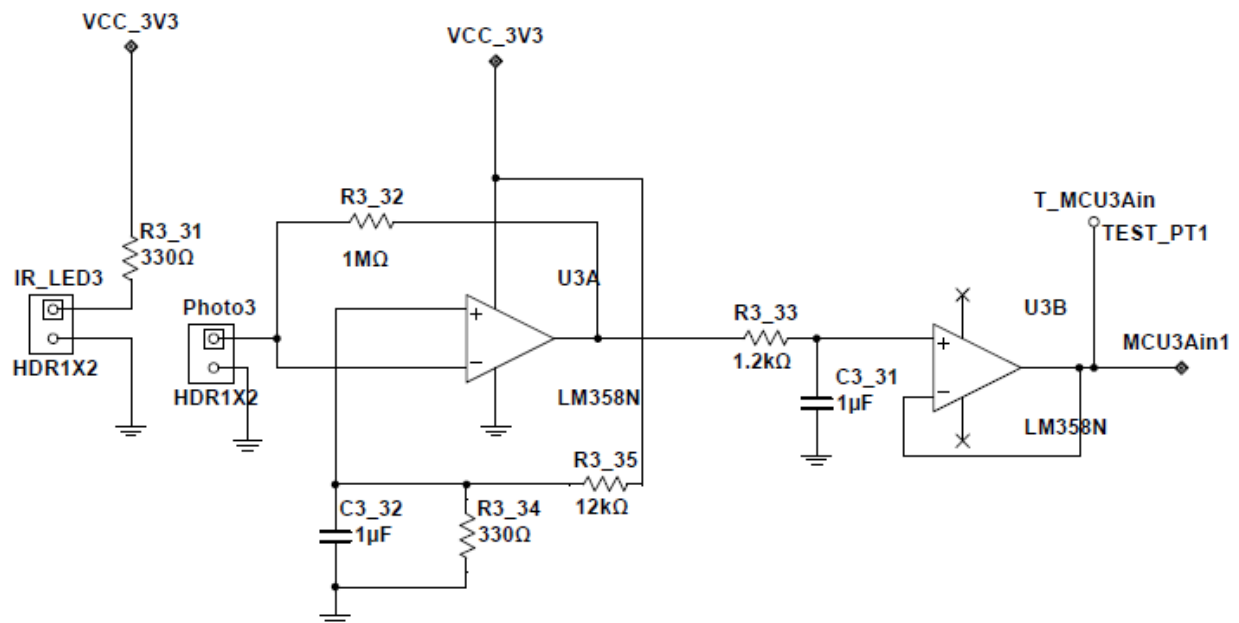 VCC_3V3
VCC_3V3
R3_31
330Ω
IR_LED3
HDR1X2
Photo3
HDR1X2
R3_32
1MΩ
+
−
U3A
LM358N
R3_33
1.2kΩ
C3_31
1µF
+
−
U3B
LM358N
T_MCU3Ain
TEST_PT1
MCU3Ain1
R3_35
12kΩ
C3_32
1µF
R3_34
330Ω